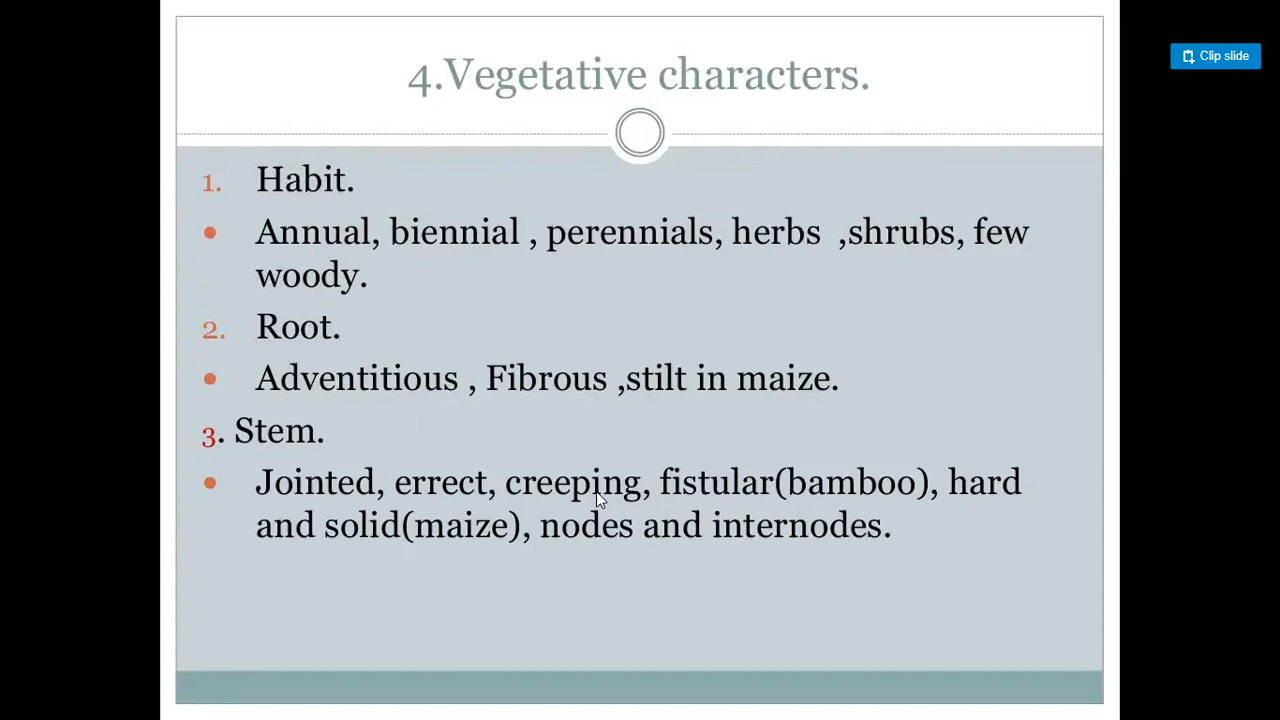 Clip slide
4.Vegetative characters.
1. Habit.
• Annual, biennial , perennials, herbs ,shrubs, few
woody.
2. Root.
• Adventitious , Fibrous ,stilt in maize.
3. Stem.
• Jointed, errect, creeping, fistular(bamboo), hard
and solid(maize), nodes and internodes.